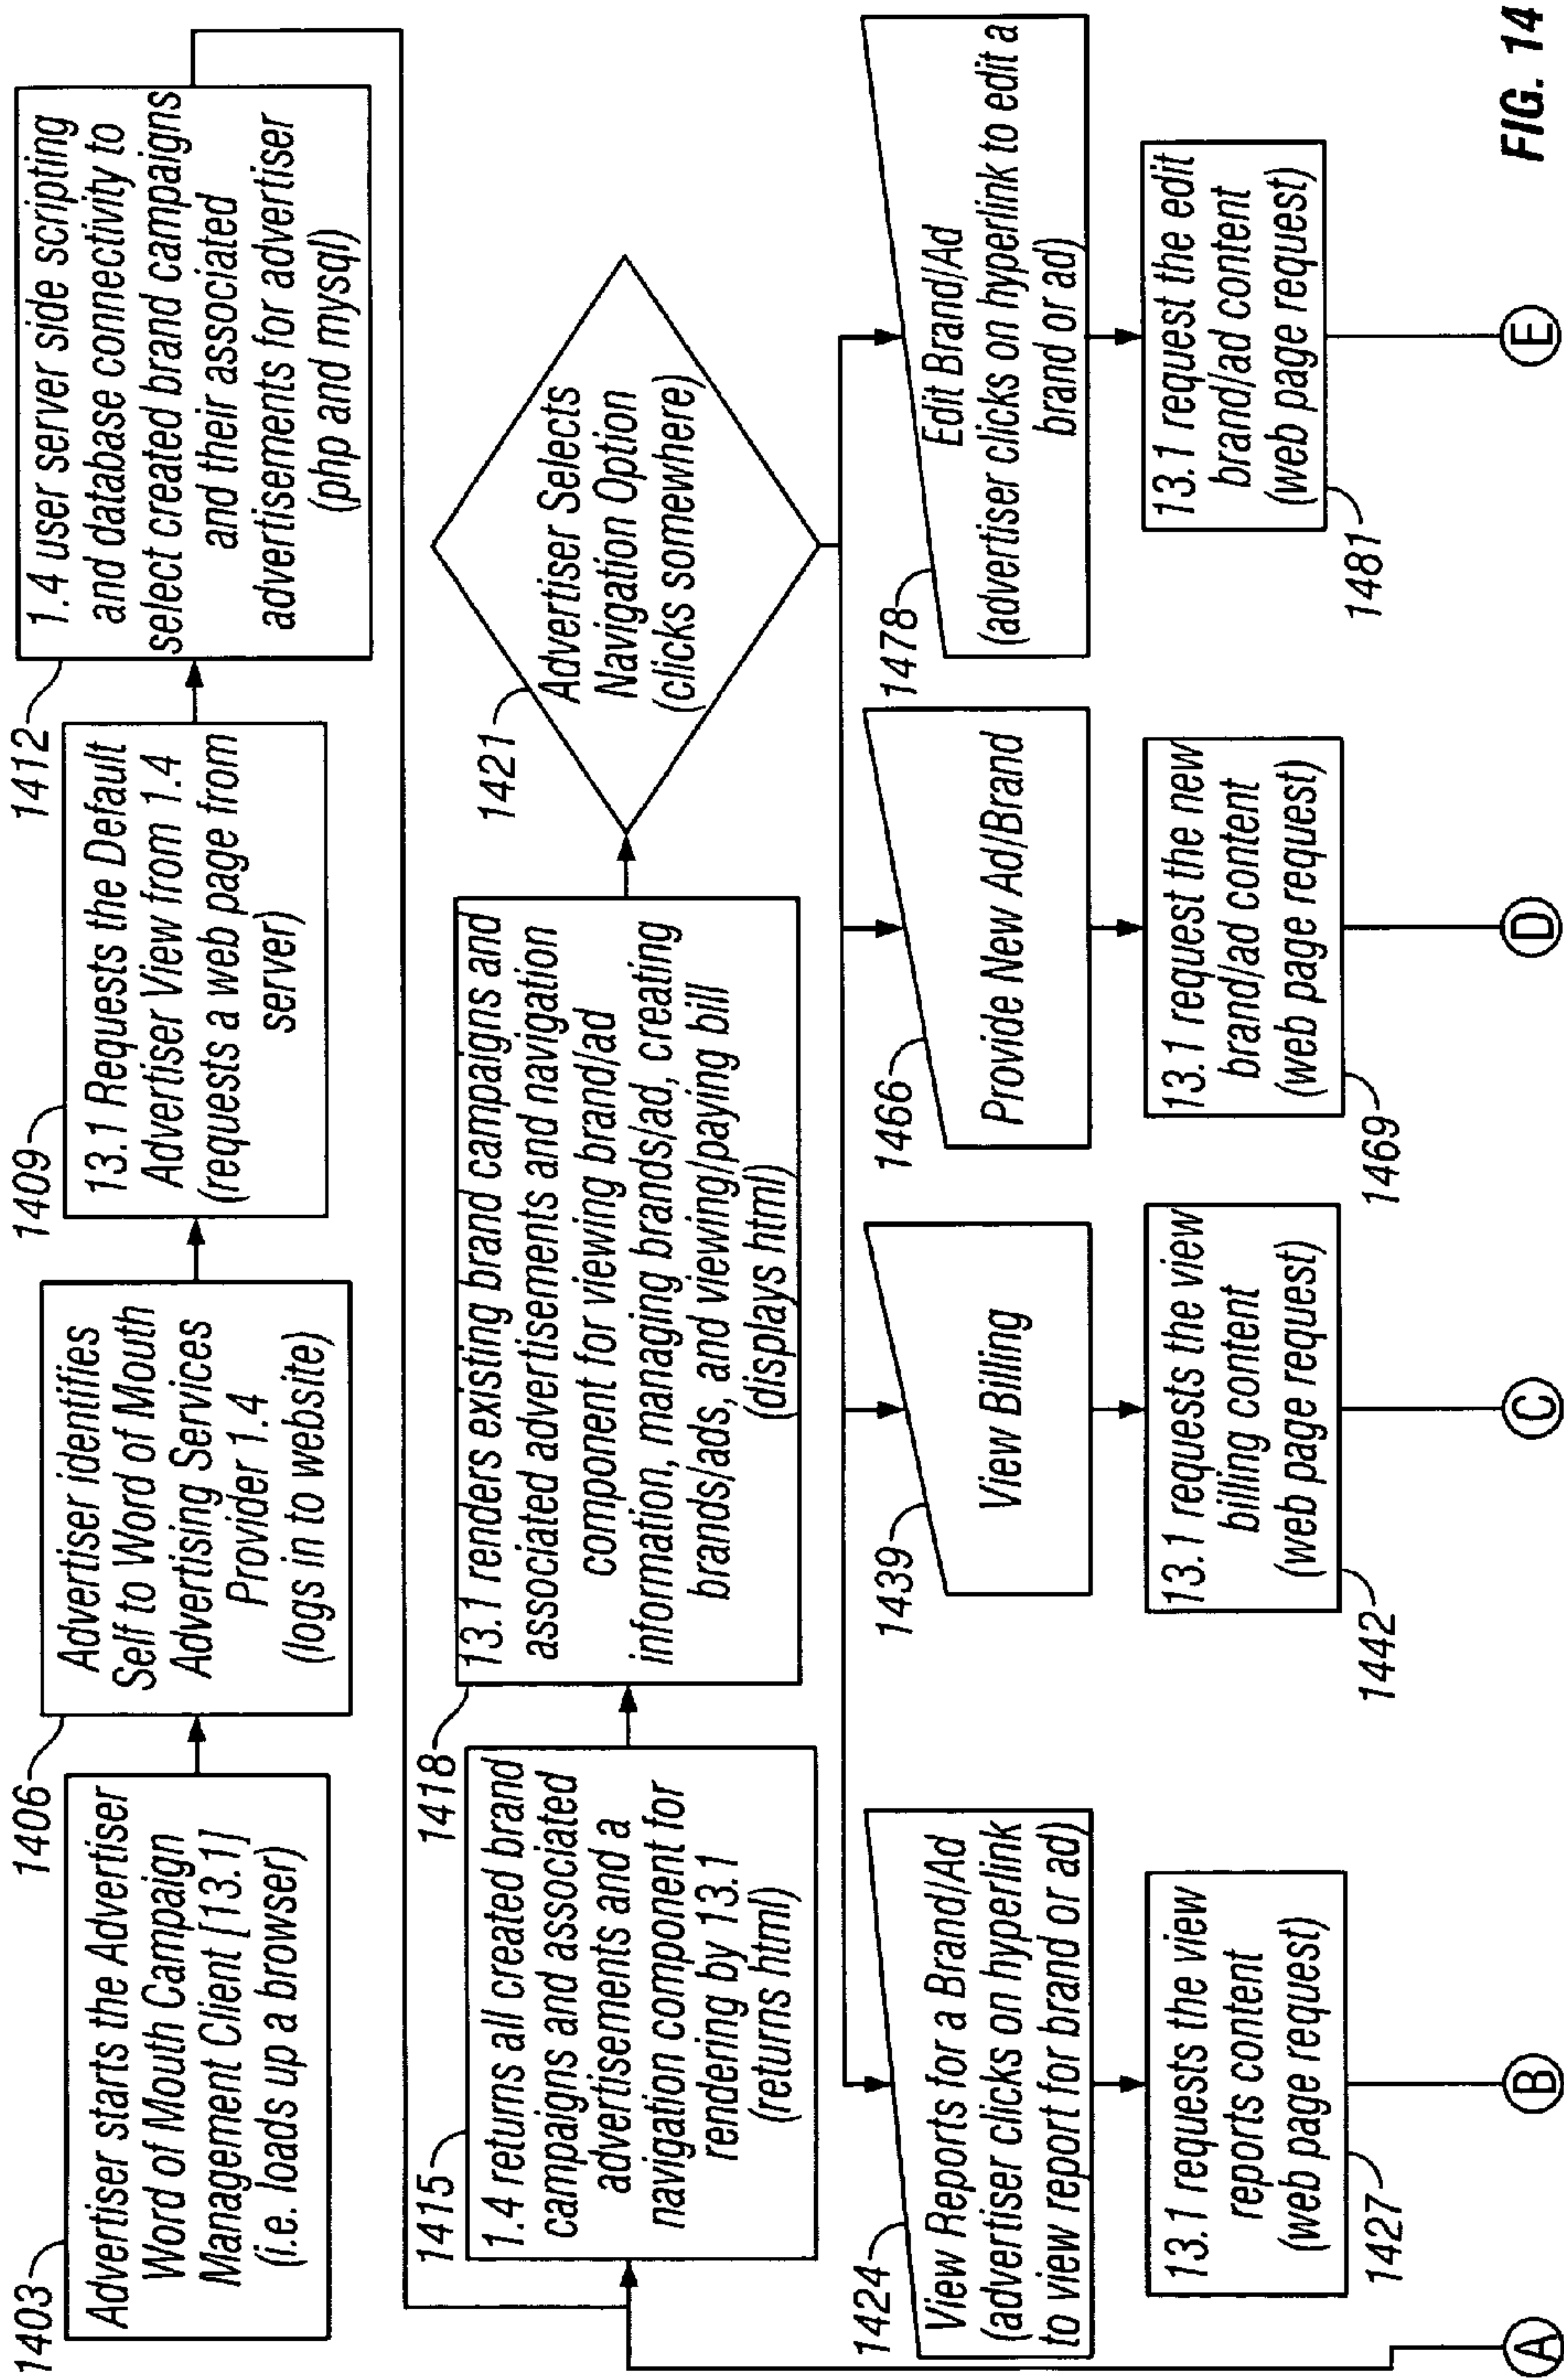 1403
Advertiser starts the Advertiser
Word of Mouth Campaign
Management Client [13.1]
(i.e. loads up a browser)
1406
Advertiser identifies
Self to Word of Mouth
Advertising Services
Provider 1.4
(logs in to website)
1409
13.1 Requests the Default
Advertiser View from 1.4
(requests a web page from
server)
1412
1.4 user server side scripting
and database connectivity to
select created brand campaigns
and their associated
advertisements for advertiser
(php and mysql)
1415
1.4 returns all created brand
campaigns and associated
advertisements and a
navigation component for
rendering by 13.1
(returns html)
1418
13.1 renders existing brand campaigns and
associated advertisements and navigation
component for viewing brand/ad
information, managing brands/ad, creating
brands/ads, and viewing/paying bill
(displays html)
1421
Advertiser Selects
Navigation Option
(clicks somewhere)
1424
View Reports for a Brand/Ad
(advertiser clicks on hyperlink
to view report for brand or ad)
1439
View Billing
1466
Provide New Ad/Brand
1478
Edit Brand/Ad
(advertiser clicks on hyperlink to edit a
brand or ad)
13.1 requests the view
reports content
(web page request)
1427
13.1 requests the view
billing content
(web page request)
1442
13.1 request the new
brand/ad content
(web page request)
1469
13.1 request the edit
brand/ad content
(web page request)
1481
A
B
C
D
E
FIG. 14